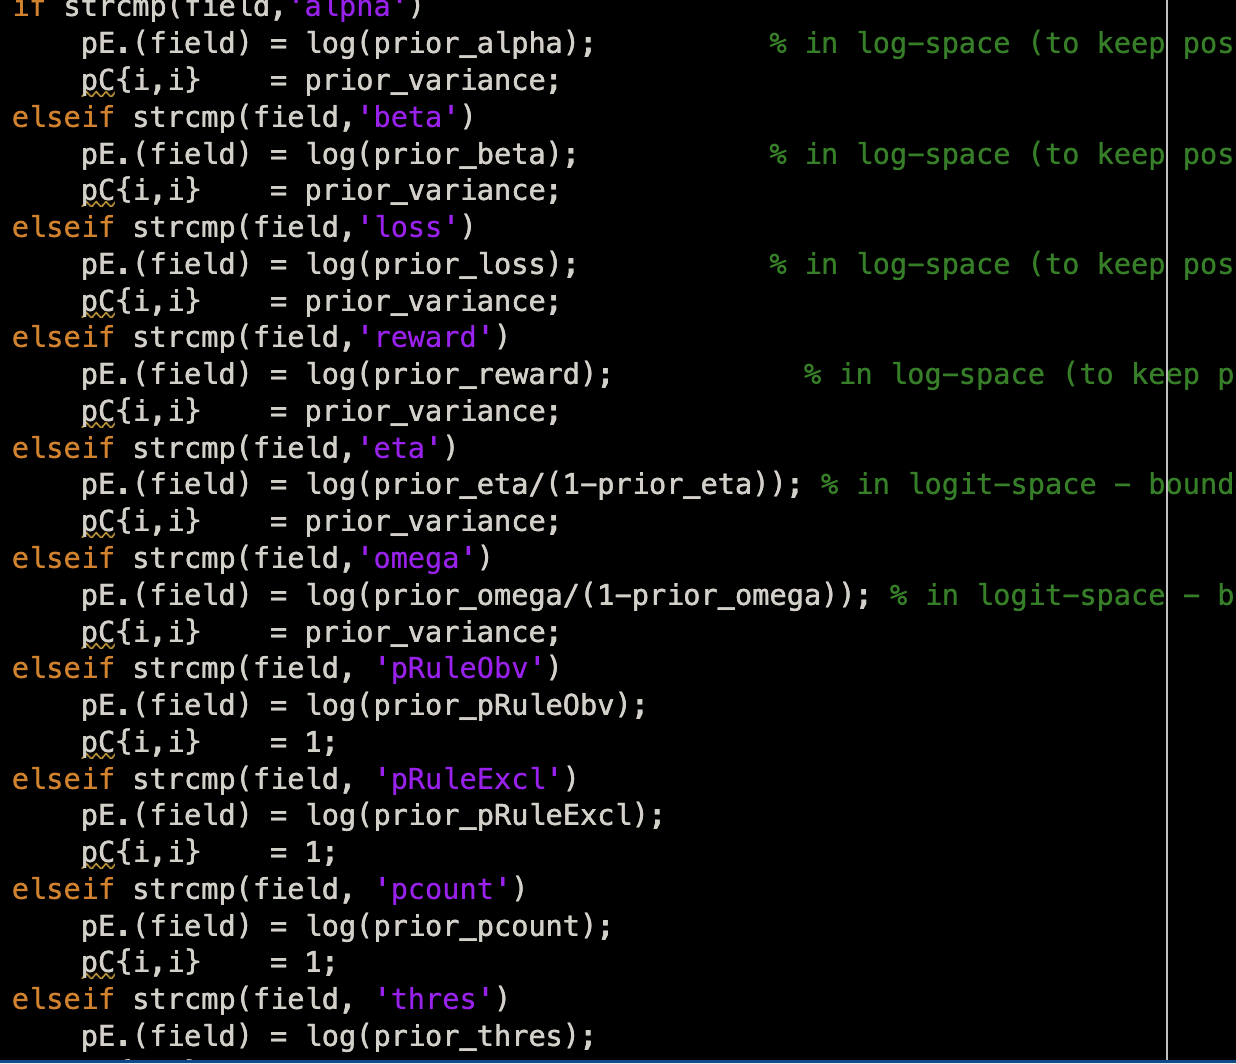 if strcmp(field,'alpha')
pE.(field) = log(prior_alpha); % in log-space (to keep pos
pC{i,i} = prior_variance;
elseif strcmp(field,'beta')
pE.(field) = log(prior_beta); % in log-space (to keep pos
pC{i,i} = prior_variance;
elseif strcmp(field,'loss')
pE.(field) = log(prior_loss); % in log-space (to keep pos
pC{i,i} = prior_variance;
elseif strcmp(field,'reward')
pE.(field) = log(prior_reward); % in log-space (to keep p
pC{i,i} = prior_variance;
elseif strcmp(field,'eta')
pE.(field) = log(prior_eta/(1-prior_eta)); % in logit-space - bound
pC{i,i} = prior_variance;
elseif strcmp(field,'omega')
pE.(field) = log(prior_omega/(1-prior_omega)); % in logit-space - b
pC{i,i} = prior_variance;
elseif strcmp(field, 'pRuleObv')
pE.(field) = log(prior_pRuleObv);
pC{i,i} = 1;
elseif strcmp(field, 'pRuleExcl')
pE.(field) = log(prior_pRuleExcl);
pC{i,i} = 1;
elseif strcmp(field, 'pcount')
pE.(field) = log(prior_pcount);
pC{i,i} = 1;
elseif strcmp(field, 'thres')
pE.(field) = log(prior_thres);